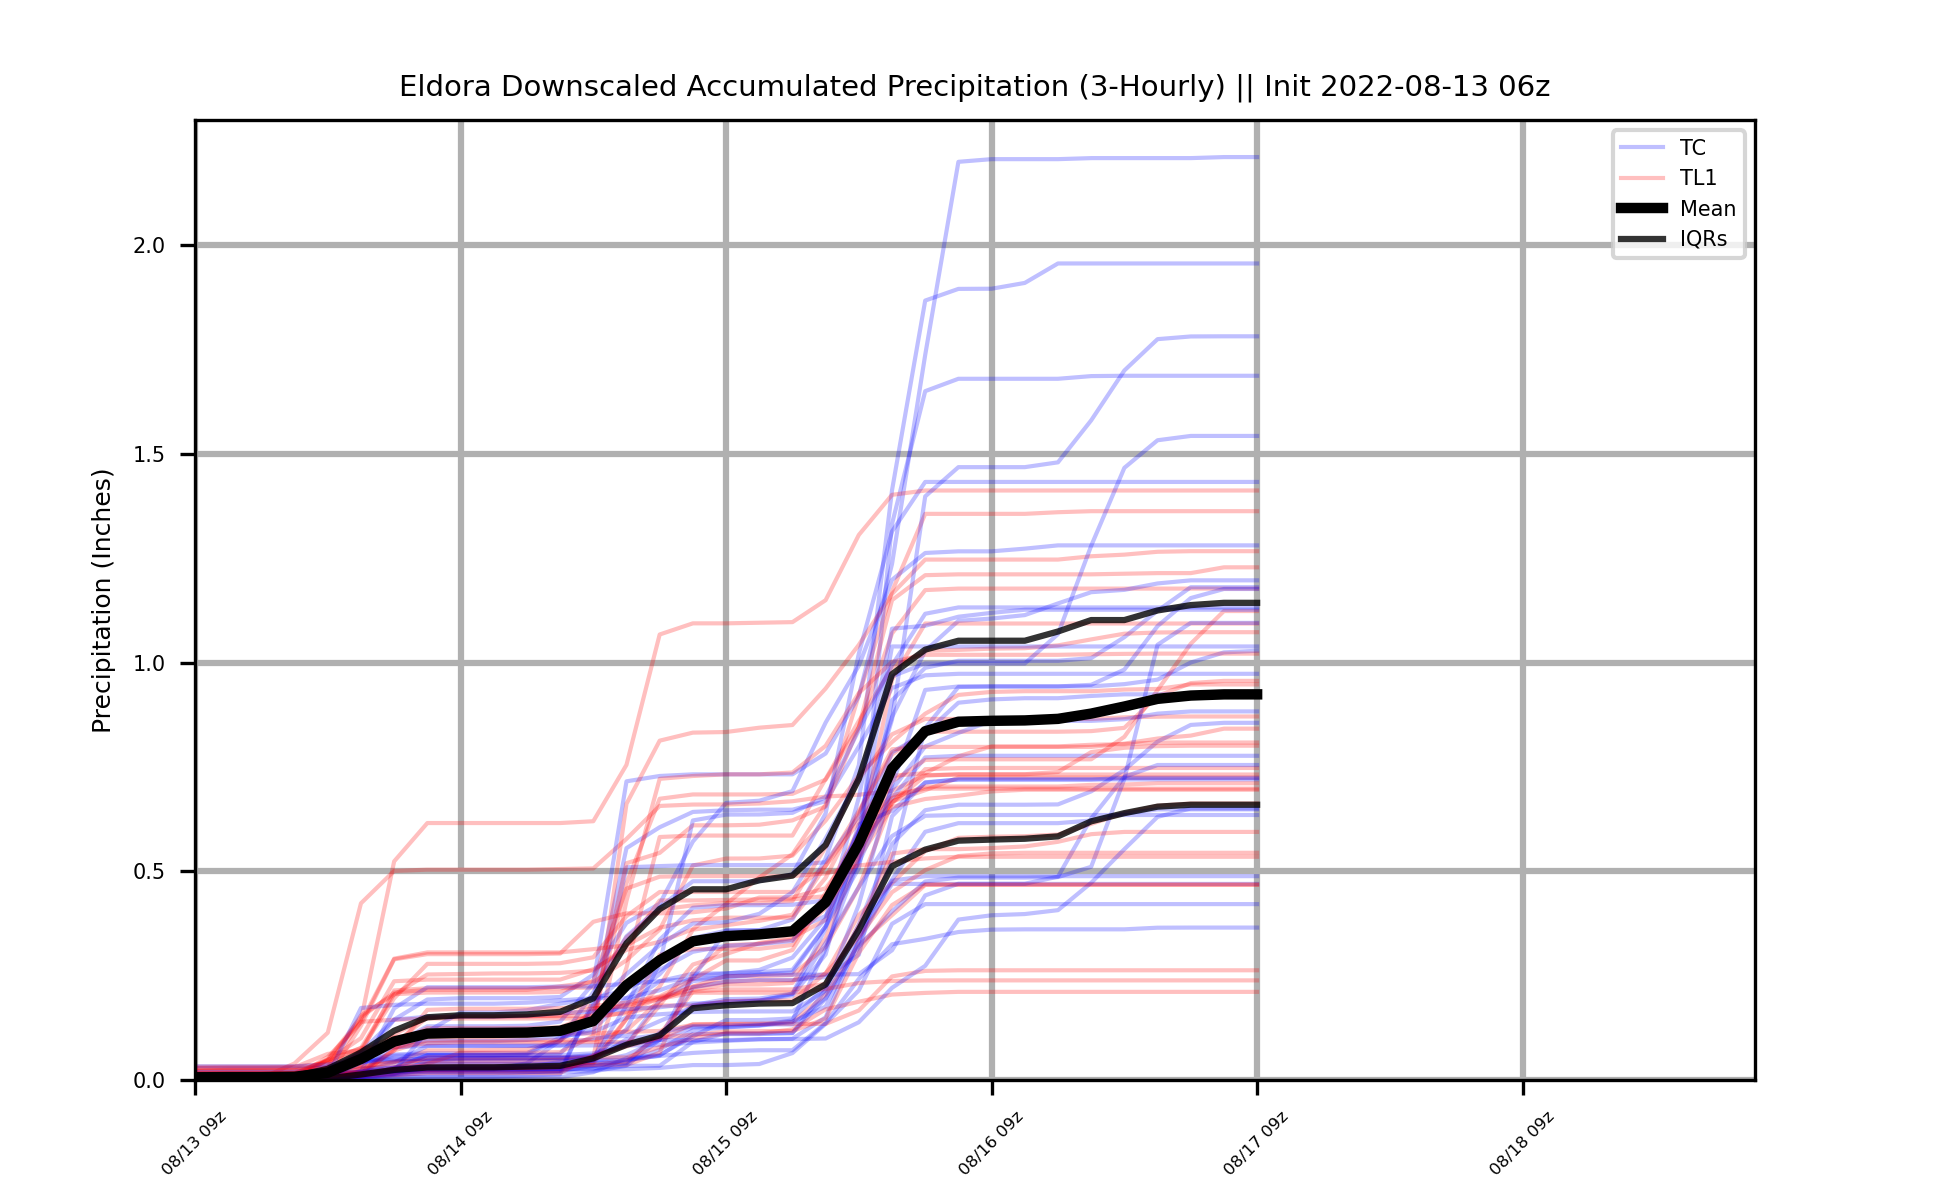 Eldora Downscaled Accumulated Precipitation (3-Hourly) || Init 2022-08-13 06z
TC
TL1
Mean
IQRs
Precipitation (Inches)
2.0
1.5
1.0
0.5
0.0
08/13 09z
08/14 09z
08/15 09z
08/16 09z
08/17 09z
08/18 09z